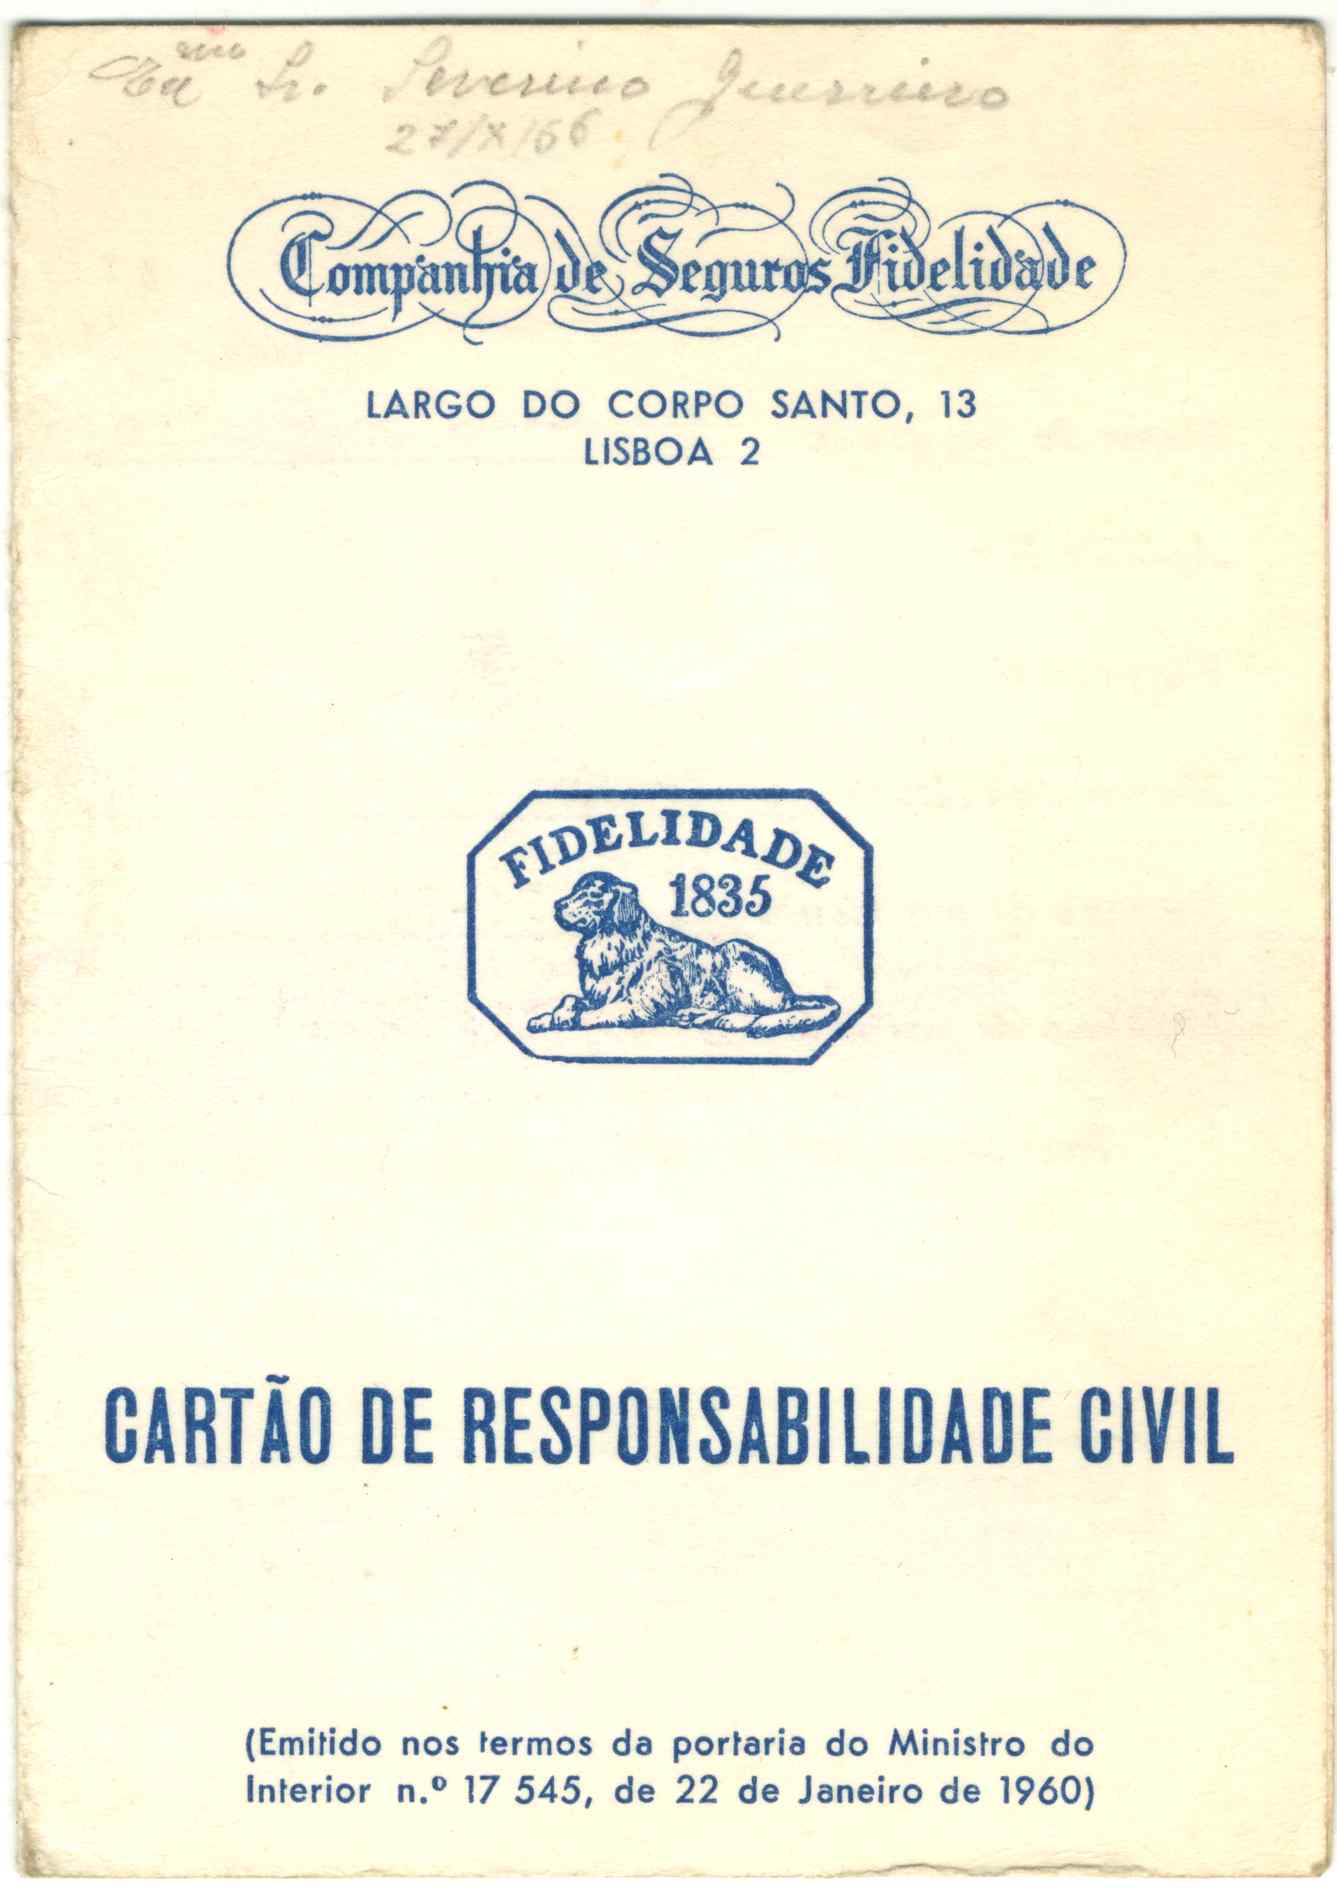 Sr. Severino Guerreiro
27/X/66
Companhia de Seguros Fidelidade
LARGO DO CORPO SANTO, 13
LISBOA 2
FIDELIDADE
1835
CARTÃO DE RESPONSABILIDADE CIVIL
(Emitido nos termos da portaria do Ministro do
Interior n.º 17 545, de 22 de Janeiro de 1960)